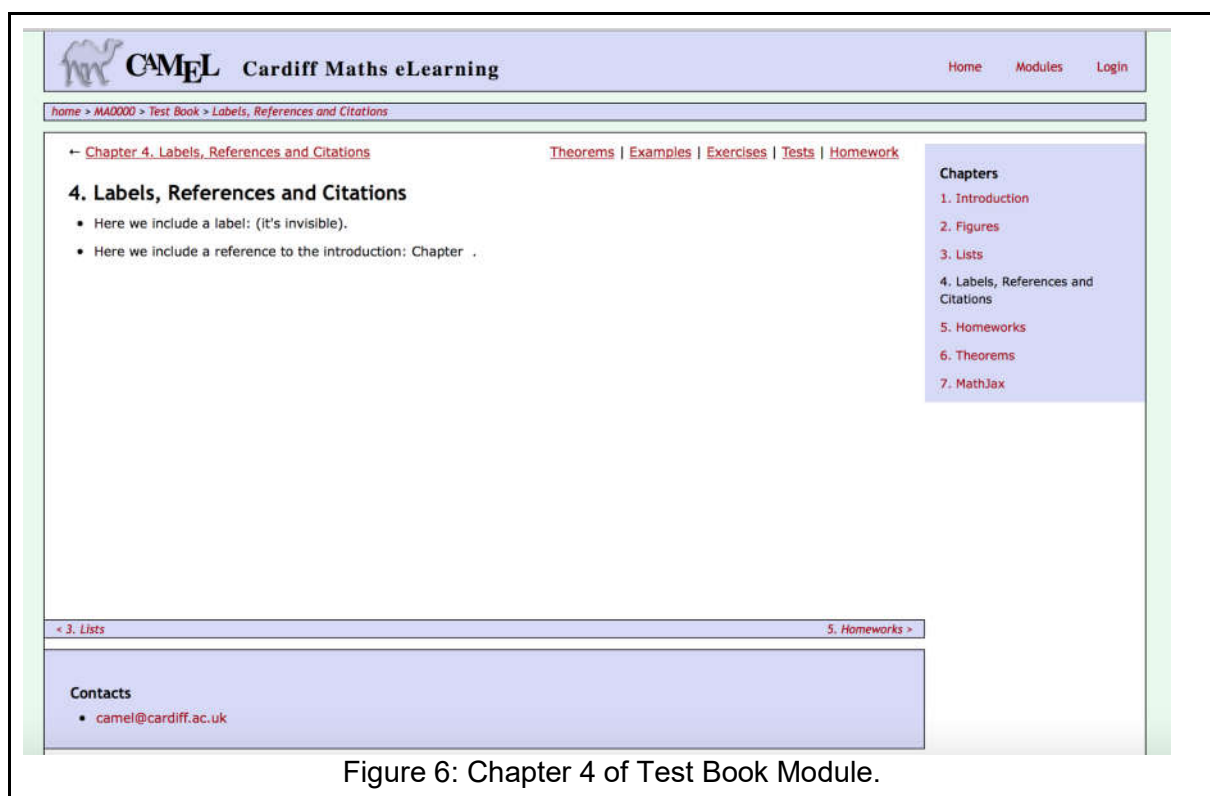 CAMEL Cardiff Maths eLearning
Home Modules Login
home > MA0000 > Test Book > Labels, References and Citations
← Chapter 4. Labels, References and Citations
Theorems | Examples | Exercises | Tests | Homework
4. Labels, References and Citations
• Here we include a label: (it's invisible).
• Here we include a reference to the introduction: Chapter .
Chapters
1. Introduction
2. Figures
3. Lists
4. Labels, References and
Citations
5. Homeworks
6. Theorems
7. MathJax
< 3. Lists
5. Homeworks >
Contacts
• camel@cardiff.ac.uk
Figure 6: Chapter 4 of Test Book Module.